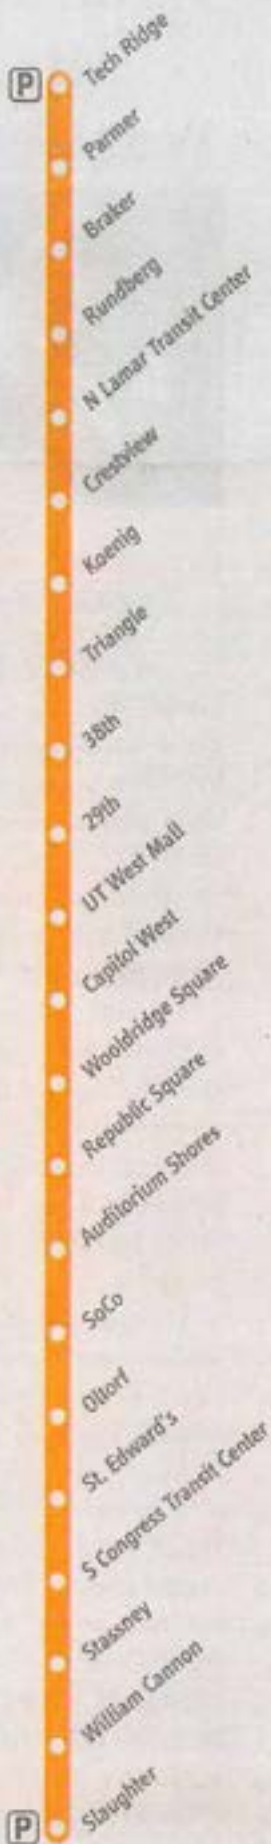 P
Tech Ridge
Parmer
Braker
Rundberg
N Lamar Transit Center
Crestview
Koenig
Triangle
38th
29th
UT West Mall
Capitol West
Wooldridge Square
Republic Square
Auditorium Shores
SoCo
Oltorf
St. Edward's
S Congress Transit Center
Stassney
William Cannon
P
Slaughter